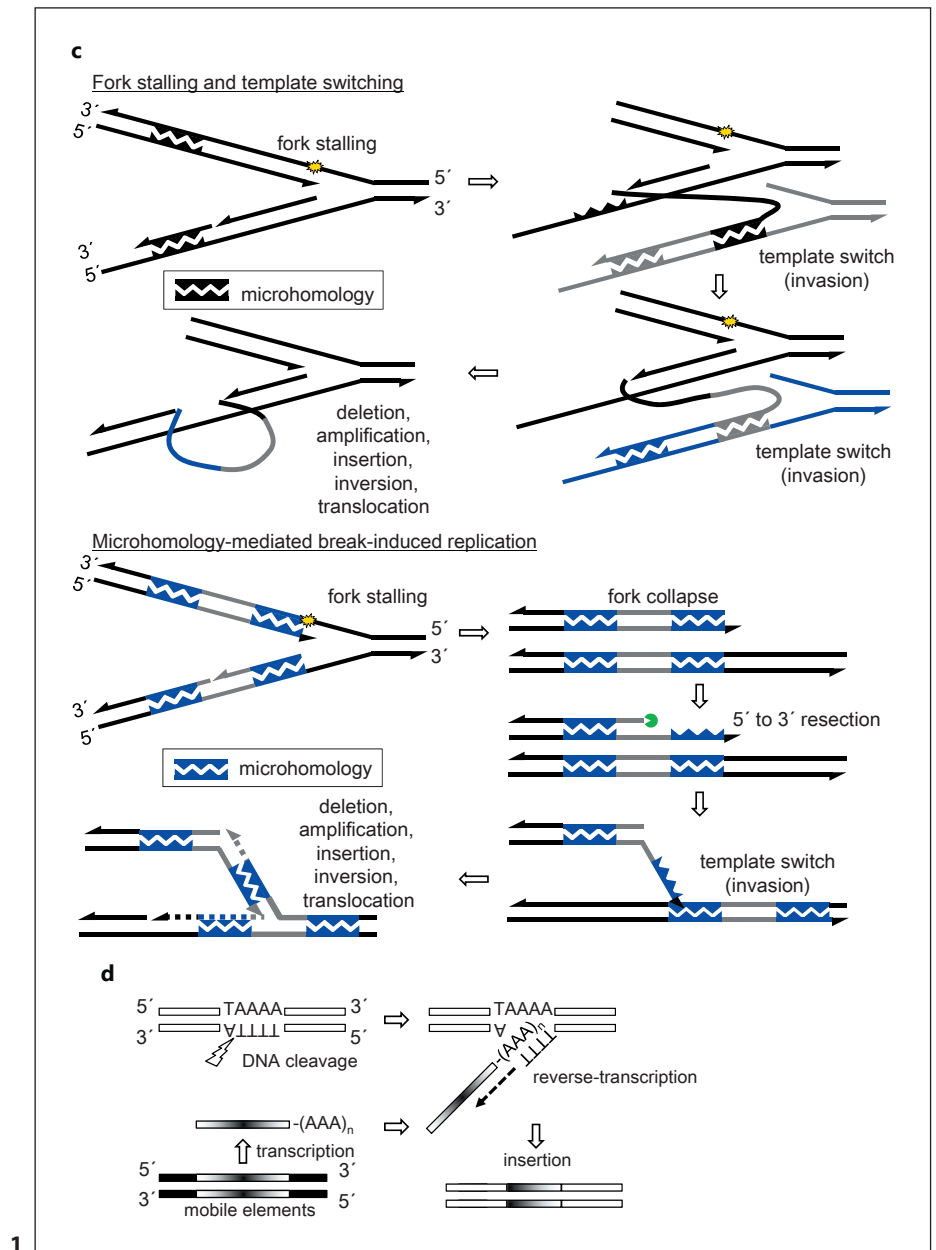 c
Fork stalling and template switching
3´
5´
fork stalling
5´
3´
3´
5´
microhomology
template switch
(invasion)
deletion,
amplification,
insertion,
inversion,
translocation
template switch
(invasion)
Microhomology-mediated break-induced replication
3´
5´
fork stalling
5´
3´
3´
5´
fork collapse
5´ to 3´ resection
microhomology
deletion,
amplification,
insertion,
inversion,
translocation
template switch
(invasion)
d
5´ TAAAA 3´
3´ ATTTT 5´
DNA cleavage
TAAAA
A
-(AAA)n
TTTT
reverse-transcription
-(AAA)n
transcription
5´ 3´
3´ 5´
mobile elements
insertion
1